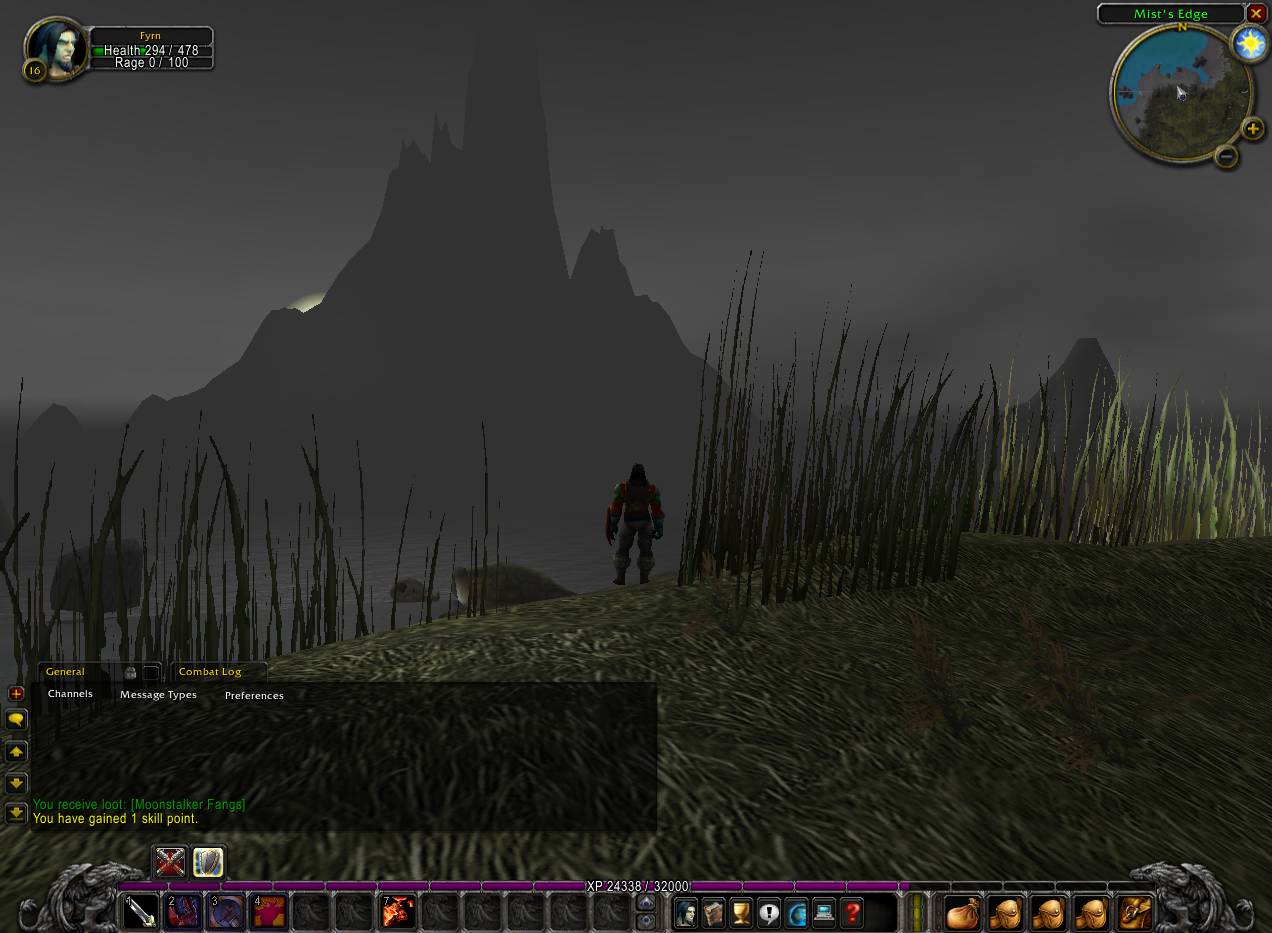 Fyrn
Health 294 / 478
Rage 0 / 100
16
Mist's Edge
N
General
Combat Log
Channels
Message Types
Preferences
You receive loot: [Moonstalker Fangs]
You have gained 1 skill point.
XP 24338 / 32000
1
2
3
4
7